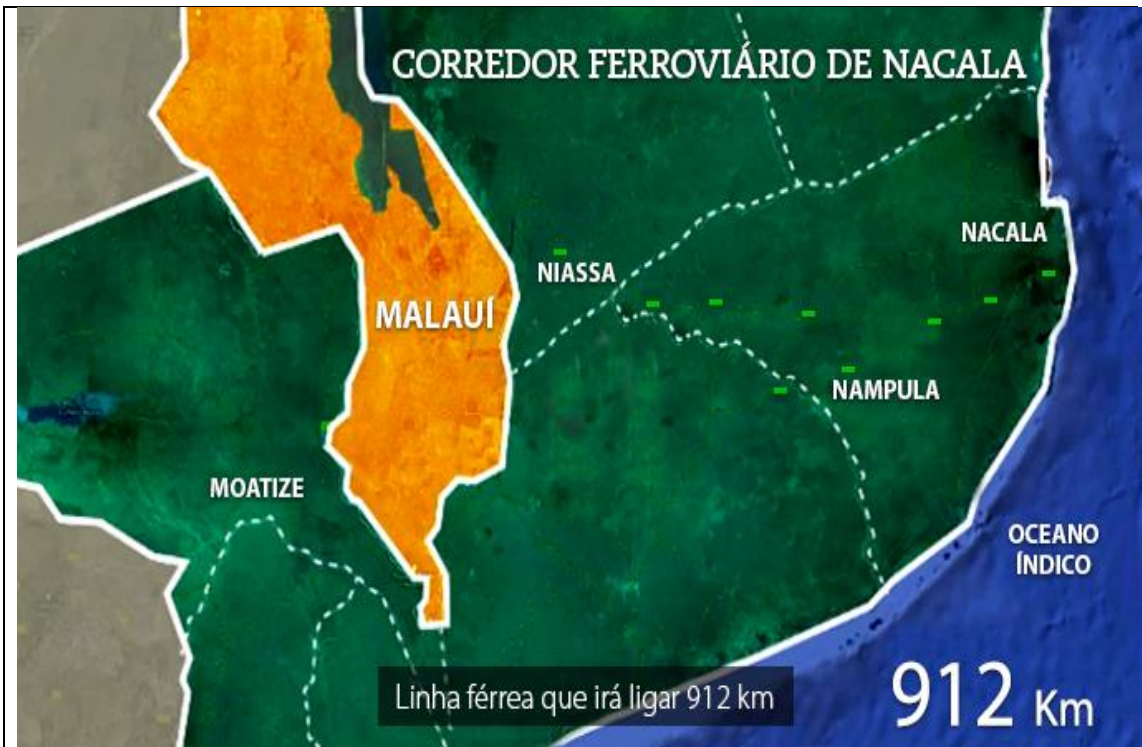 CORREDOR FERROVIÁRIO DE NACALA
NACALA
NIASSA
MALAUÍ
NAMPULA
MOATIZE
OCEANO
ÍNDICO
Linha férrea que irá ligar 912 km
912 Km